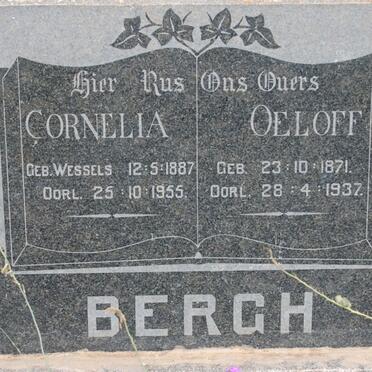 Hier Rus Ons Ouers
CORNELIA
GEB. WESSELS 12:5:1887
OORL. 25:10:1955.
OELOFF
GEB. 23:10:1871.
OORL. 28:4:1937.
BERGH